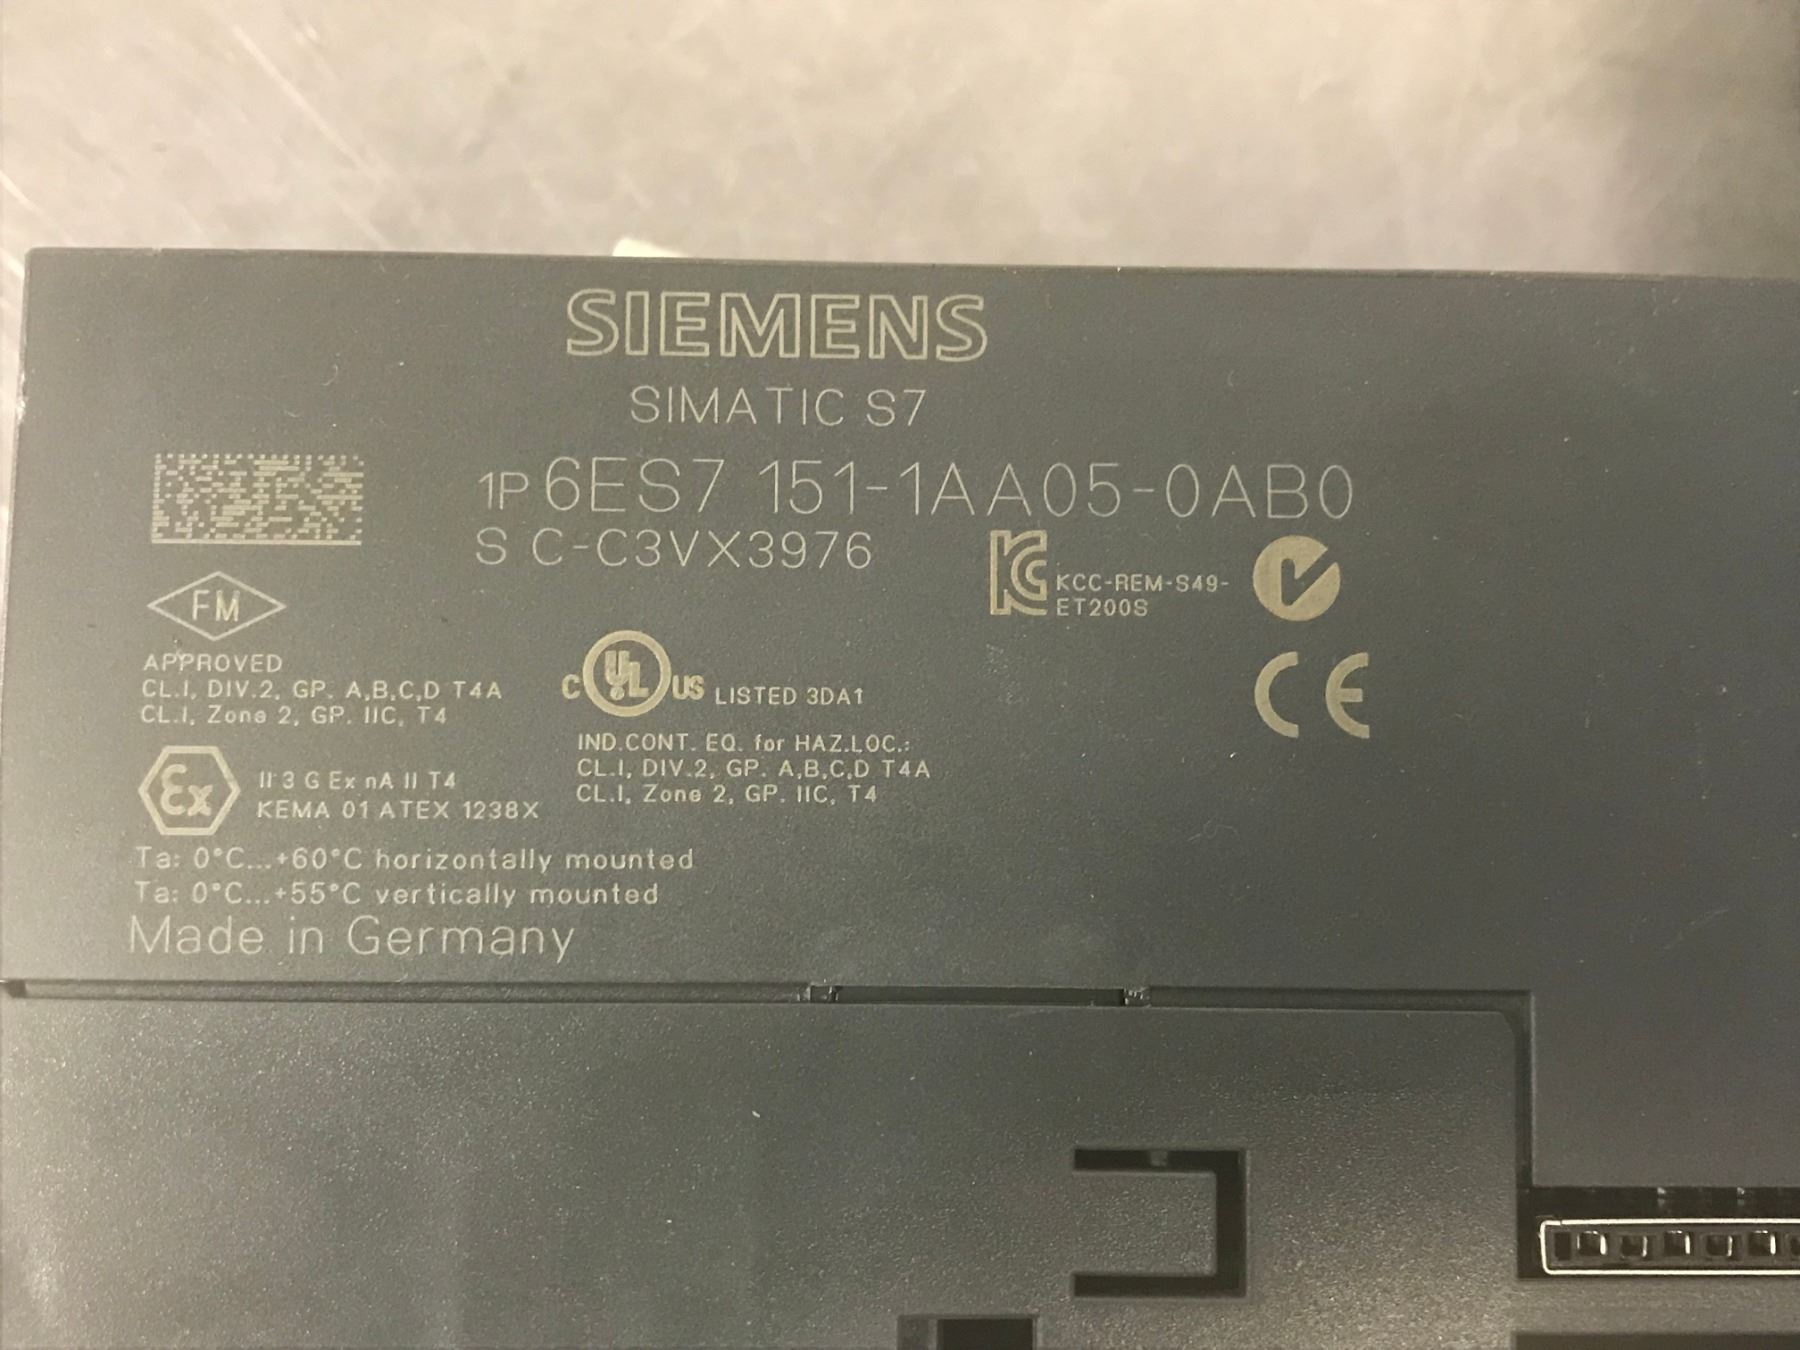 SIEMENS
SIMATIC S7
1P 6ES7 151-1AA05-0AB0
S C-C3VX3976
KCC-REM-S49-
ET200S
FM
APPROVED
CL.I, DIV.2, GP. A,B,C,D T4A
CL.I, Zone 2, GP. IIC, T4
C UL US LISTED 3DA1
IND.CONT. EQ. for HAZ.LOC.:
CL.I, DIV.2, GP. A,B,C,D T4A
CL.I, Zone 2, GP. IIC, T4
CE
Ex II 3 G Ex nA II T4
KEMA 01 ATEX 1238X
Ta: 0°C...+60°C horizontally mounted
Ta: 0°C...+55°C vertically mounted
Made in Germany